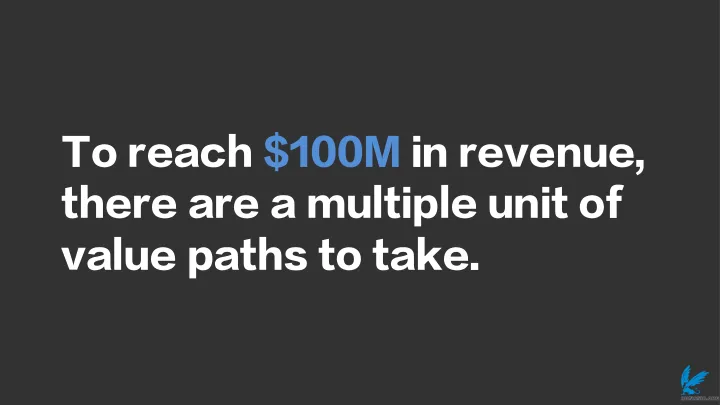 To reach $100M in revenue,
there are a multiple unit of
value paths to take.